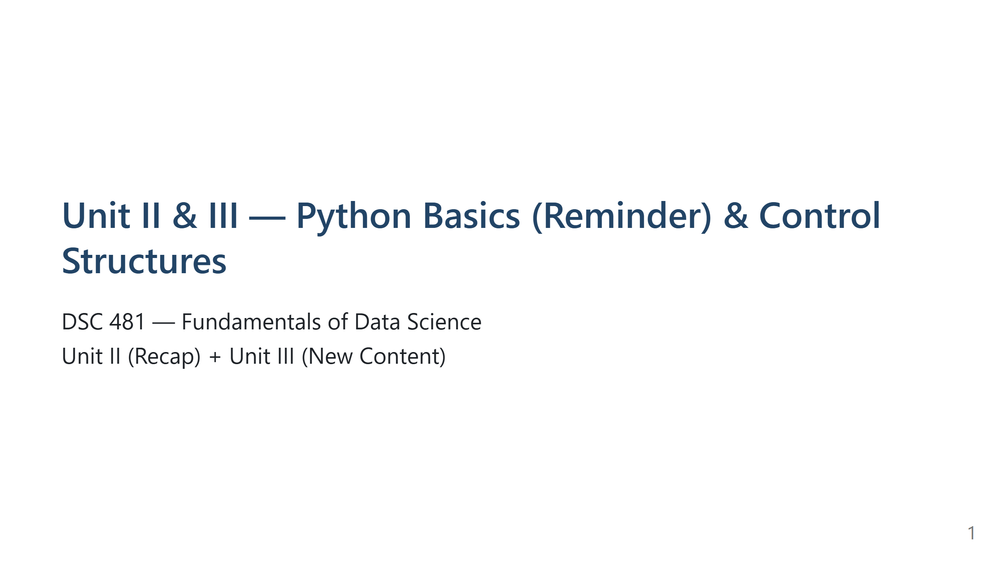 Unit II & III — Python Basics (Reminder) & Control
Structures
DSC 481 — Fundamentals of Data Science
Unit II (Recap) + Unit III (New Content)
1